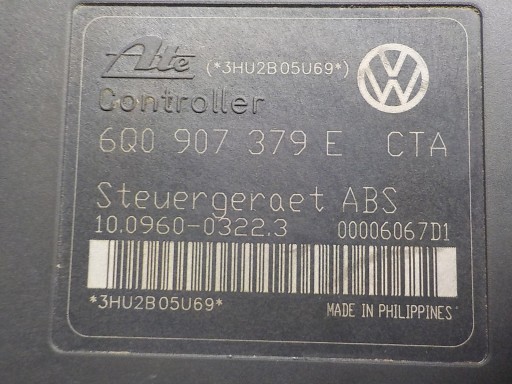 Ate (*3HU2B05U69*)
Controller
6Q0 907 379 E CTA
Steuergeraet ABS
10.0960-0322.3 00006067D1
*3HU2B05U69* MADE IN PHILIPPINES